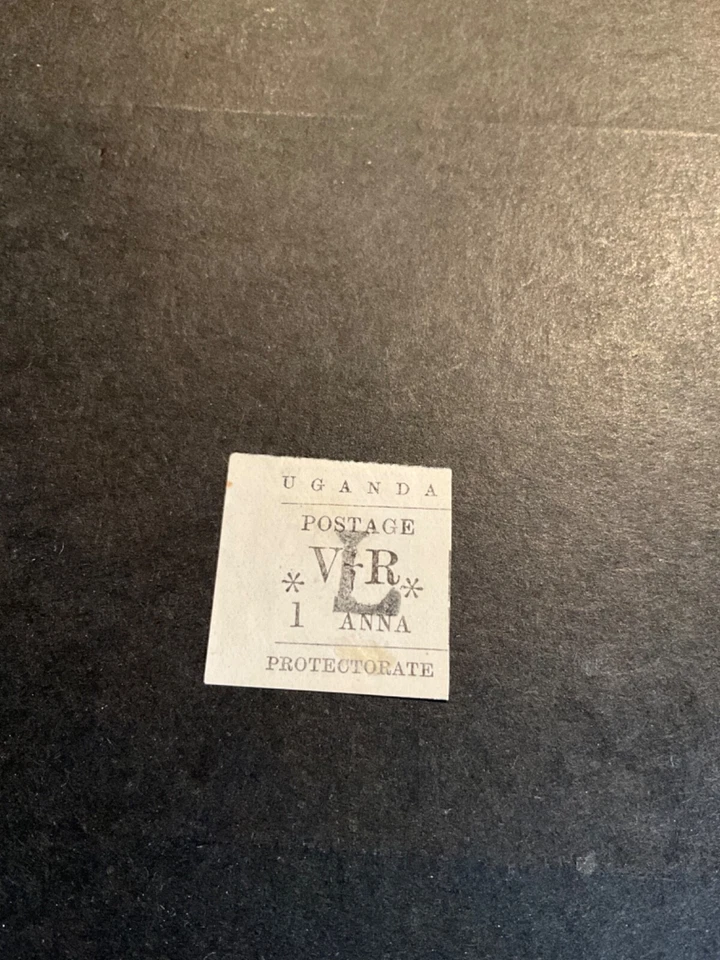 UGANDA
POSTAGE
V R
L
* *
1 ANNA
PROTECTORATE